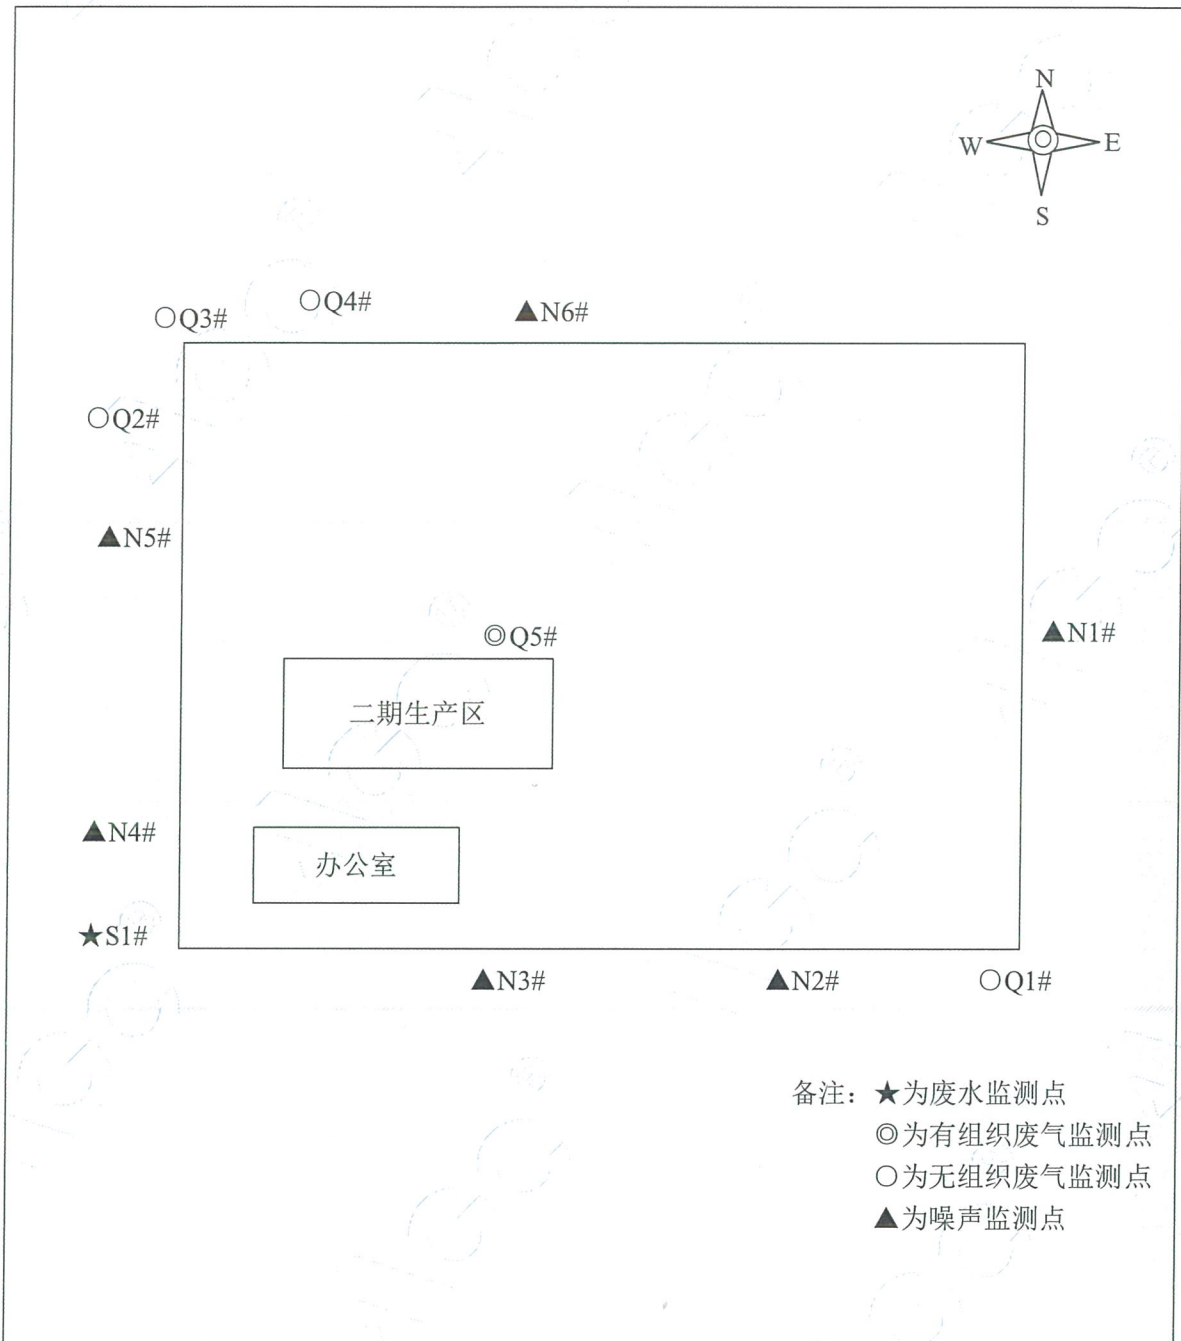 N
W
E
S
○Q4#
▲N6#
○Q3#
○Q2#
▲N5#
◎Q5#
▲N1#
二期生产区
▲N4#
办公室
★S1#
▲N3#
▲N2#
○Q1#
备注：★为废水监测点
◎为有组织废气监测点
○为无组织废气监测点
▲为噪声监测点